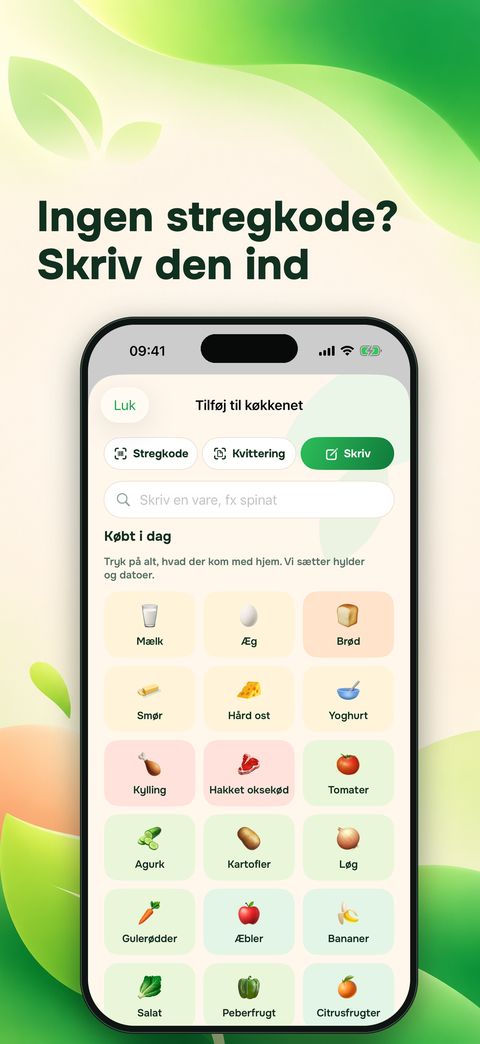 Ingen stregkode?
Skriv den ind
09:41
Luk
Tilføj til køkkenet
Stregkode
Kvittering
Skriv
Skriv en vare, fx spinat
Købt i dag
Tryk på alt, hvad der kom med hjem. Vi sætter hylder
og datoer.
Mælk
Æg
Brød
Smør
Hård ost
Yoghurt
Kylling
Hakket oksekød
Tomater
Agurk
Kartofler
Løg
Gulerødder
Æbler
Bananer
Salat
Peberfrugt
Citrusfrugter